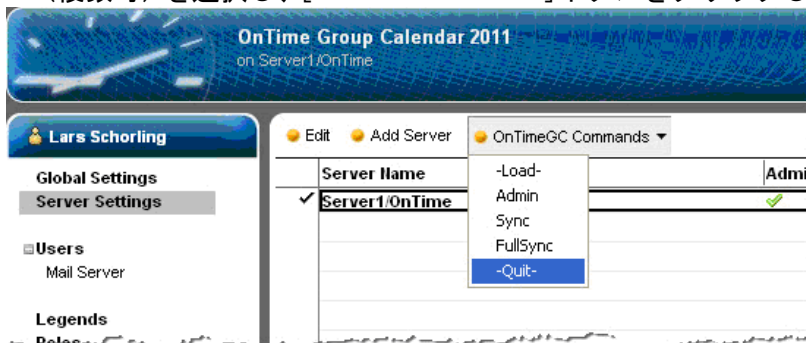 OnTime Group Calendar 2011
on Server1/OnTime
Lars Schorling
Edit Add Server OnTimeGC Commands
Global Settings
Server Settings
Users
Mail Server
Legends
Server Name
Server1/OnTime
-Load-
Admin
Sync
FullSync
-Quit-